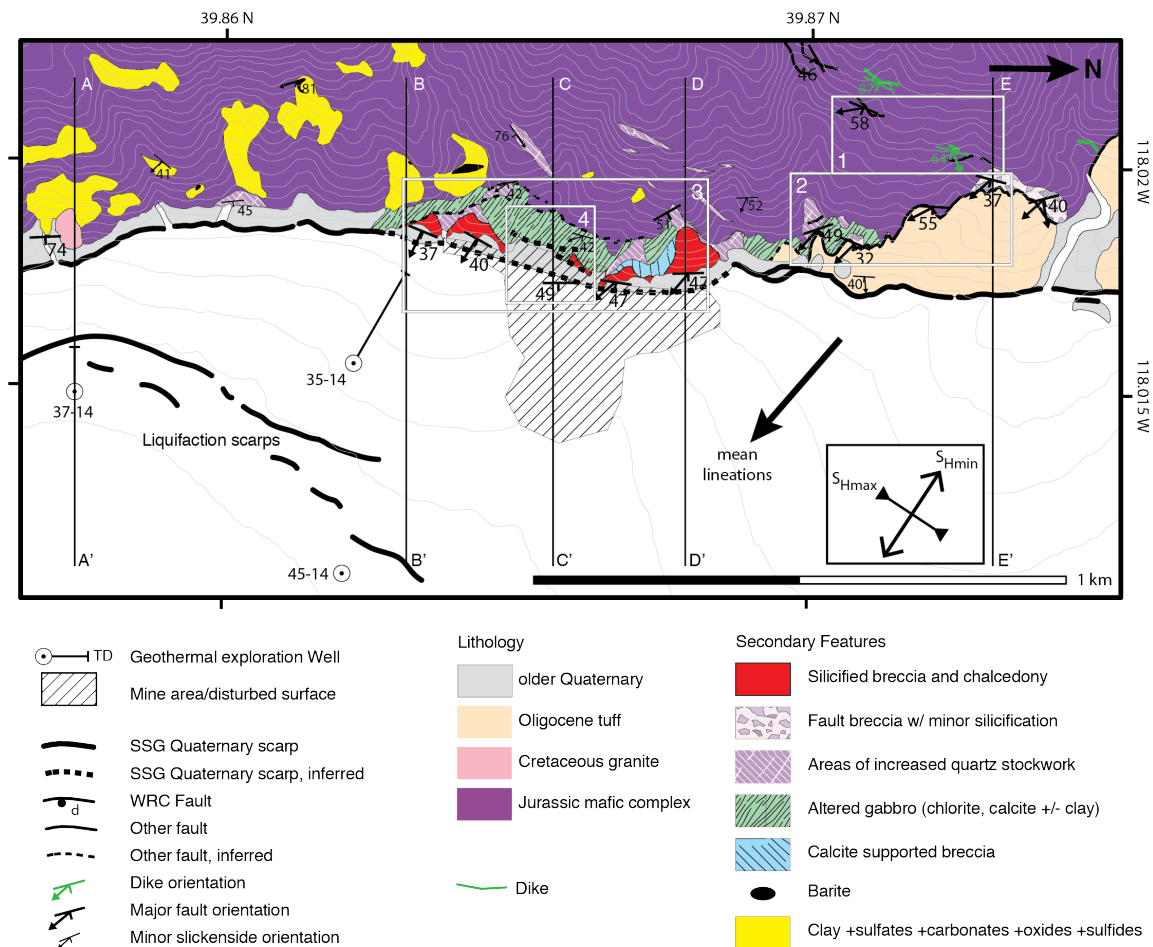 39.86 N
39.87 N
A
B
C
D
E
N
46
81
58
76
1
41
42
2
3
52
37
45
51
4
49
40
55
74
37
40
32
42
40
49
47
118.02 W
35-14
37-14
118.015 W
Liquifaction scarps
mean
lineations
SHmin
SHmax
A'
B'
C'
D'
E'
45-14
1 km
TD
Geothermal exploration Well
Mine area/disturbed surface
SSG Quaternary scarp
SSG Quaternary scarp, inferred
d
WRC Fault
Other fault
Other fault, inferred
Dike orientation
Major fault orientation
Minor slickenside orientation
Lithology
older Quaternary
Oligocene tuff
Cretaceous granite
Jurassic mafic complex
Dike
Secondary Features
Silicified breccia and chalcedony
Fault breccia w/ minor silicification
Areas of increased quartz stockwork
Altered gabbro (chlorite, calcite +/- clay)
Calcite supported breccia
Barite
Clay +sulfates +carbonates +oxides +sulfides